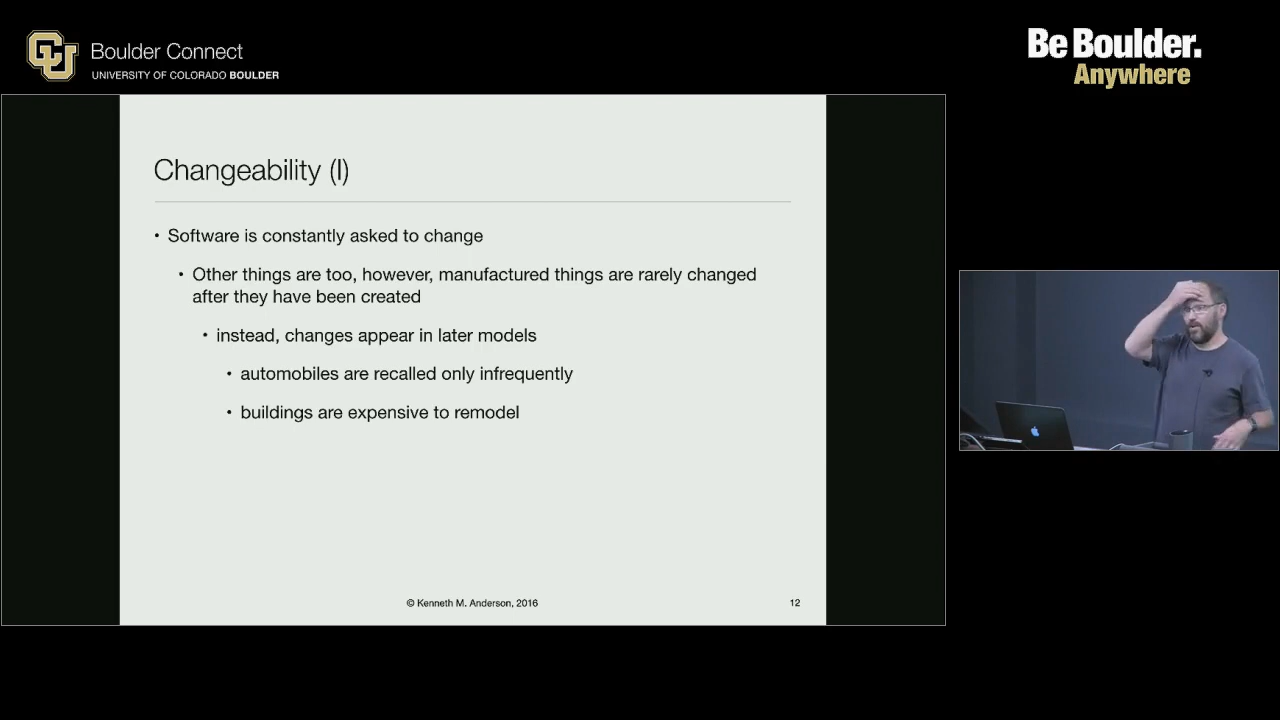 Boulder Connect
UNIVERSITY OF COLORADO BOULDER
Be Boulder.
Anywhere
Changeability (I)
• Software is constantly asked to change
• Other things are too, however, manufactured things are rarely changed
after they have been created
• instead, changes appear in later models
• automobiles are recalled only infrequently
• buildings are expensive to remodel
© Kenneth M. Anderson, 2016
12